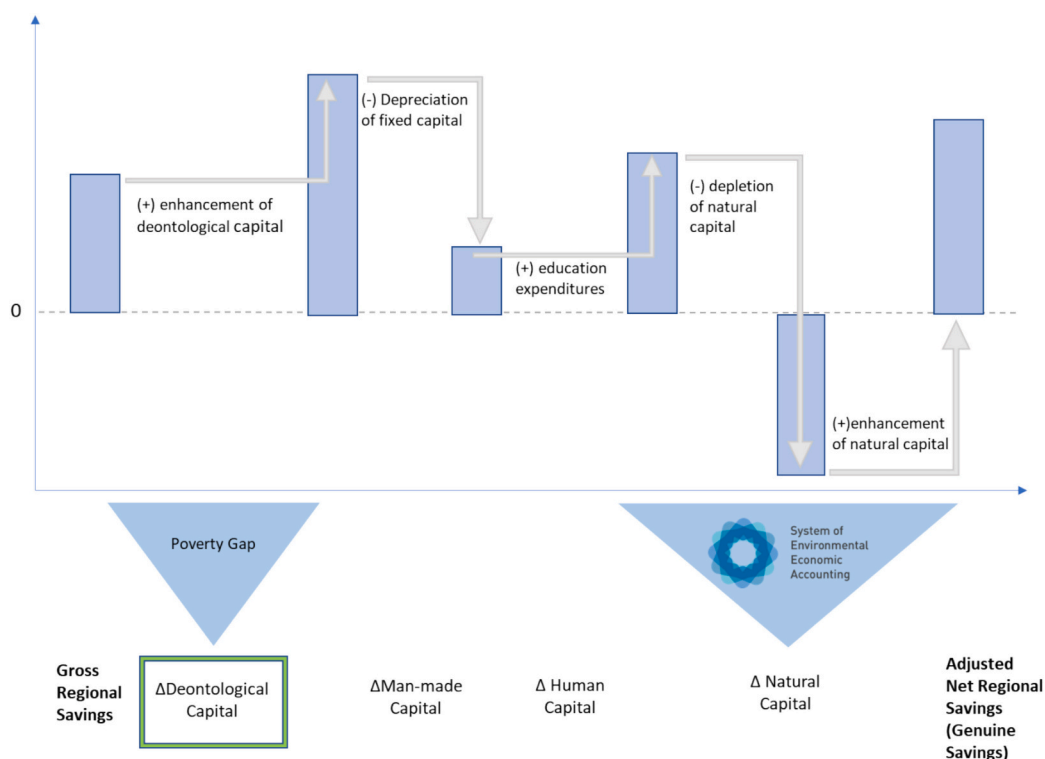 (-) Depreciation
of fixed capital
(+) enhancement of
deontological capital
(-) depletion
of natural
capital
(+) education
expenditures
0
(+)enhancement
of natural capital
Poverty Gap
System of
Environmental
Economic
Accounting
Gross
Regional
Savings
ΔDeontological
Capital
ΔMan-made
Capital
Δ Human
Capital
Δ Natural
Capital
Adjusted
Net Regional
Savings
(Genuine
Savings)